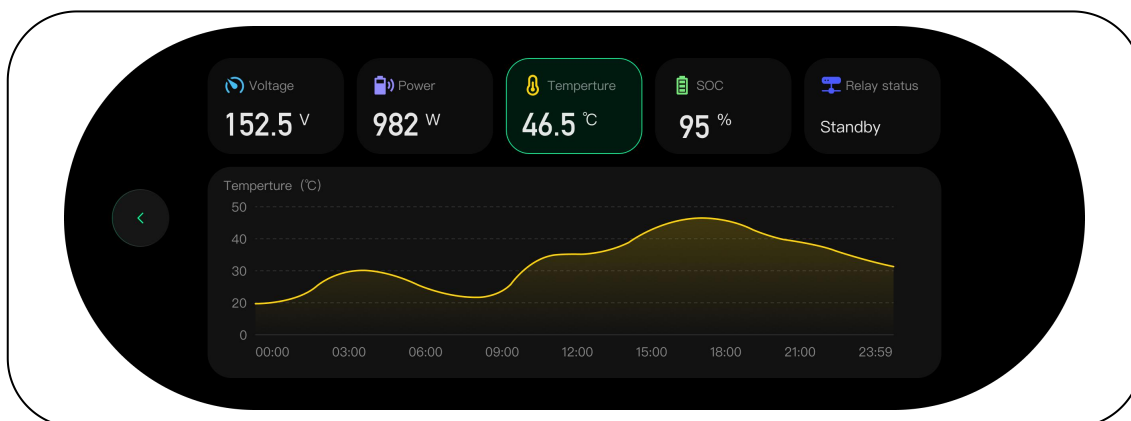 Voltage
152.5 V
Power
982 W
Temperture
46.5 ℃
SOC
95 %
Relay status
Standby
Temperture（℃）
50
40
30
20
0
00:00 03:00 06:00 09:00 12:00 15:00 18:00 21:00 23:59